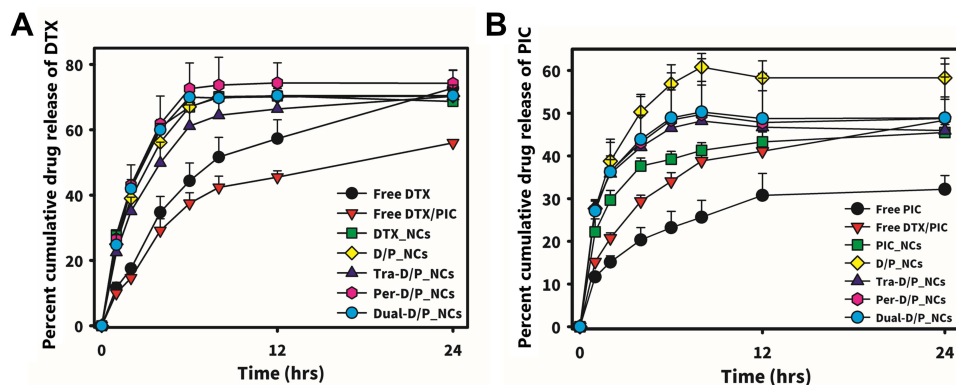 A
Percent cumulative drug release of DTX
80
60
40
20
0
Free DTX
Free DTX/PIC
DTX_NCs
D/P_NCs
Tra-D/P_NCs
Per-D/P_NCs
Dual-D/P_NCs
0
12
24
Time (hrs)
B
Percent cumulative drug release of PIC
60
50
40
30
20
10
0
Free PIC
Free DTX/PIC
PIC_NCs
D/P_NCs
Tra-D/P_NCs
Per-D/P_NCs
Dual-D/P_NCs
0
12
24
Time (hrs)